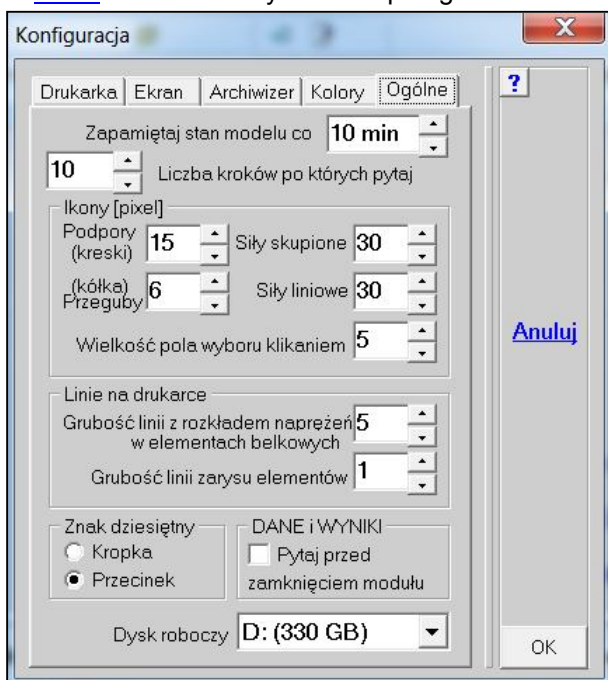 Konfiguracja
X
Drukarka Ekran Archiwizer Kolory Ogólne
?
Zapamiętaj stan modelu co 10 min
10 Liczba kroków po których pytaj
Ikony [pixel]
Podpory (kreski) 15 Siły skupione 30
(kółka) Przeguby 6 Siły liniowe 30
Wielkość pola wyboru klikaniem 5
Anuluj
Linie na drukarce
Grubość linii z rozkładem naprężeń 5
w elementach belkowych
Grubość linii zarysu elementów 1
Znak dziesiętny DANE i WYNIKI
Kropka Pytaj przed
Przecinek zamknięciem modułu
Dysk roboczy D: (330 GB)
OK